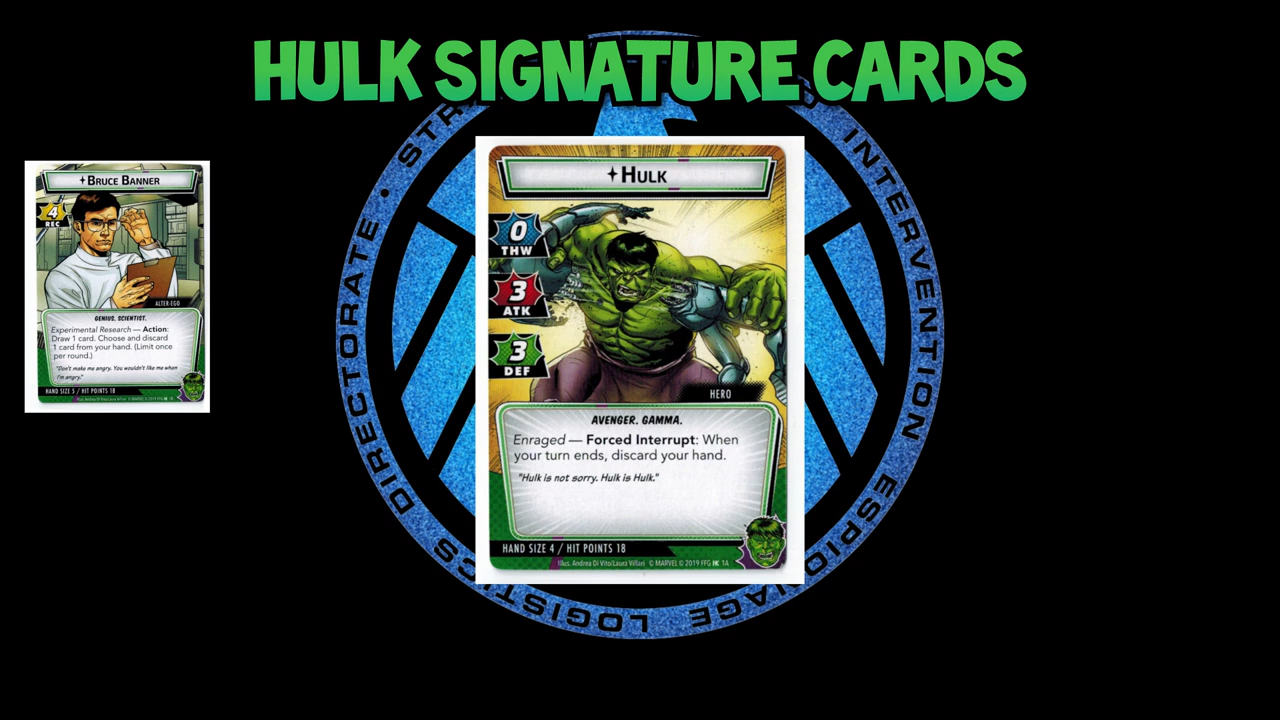 HULK SIGNATURE CARDS
BRUCE BANNER
4
REC
ALTER-EGO
GENIUS. SCIENTIST.
Experimental Research — Action:
Draw 1 card. Choose and discard
1 card from your hand. (Limit once
per round.)
"Don't make me angry. You wouldn't like me when
I'm angry."
HAND SIZE 5 / HIT POINTS 18
HULK
0
THW
3
ATK
3
DEF
HERO
AVENGER. GAMMA.
Enraged — Forced Interrupt: When
your turn ends, discard your hand.
"Hulk is not sorry. Hulk is Hulk."
HAND SIZE 4 / HIT POINTS 18
Illus. Andrea Di Vito/Laura Villari © MARVEL © 2019 FFG 1A
DIRECTORATE • STR
INTERVENTION ESPIONAGE LOGISTICS